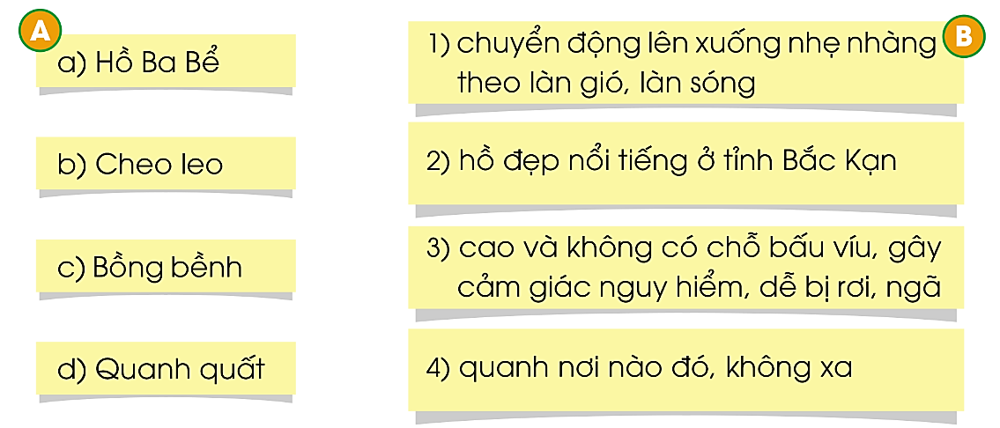 A
a) Hồ Ba Bể
b) Cheo leo
c) Bồng bềnh
d) Quanh quất
B
1) chuyển động lên xuống nhẹ nhàng
theo làn gió, làn sóng
2) hồ đẹp nổi tiếng ở tỉnh Bắc Kạn
3) cao và không có chỗ bấu víu, gây
cảm giác nguy hiểm, dễ bị rơi, ngã
4) quanh nơi nào đó, không xa